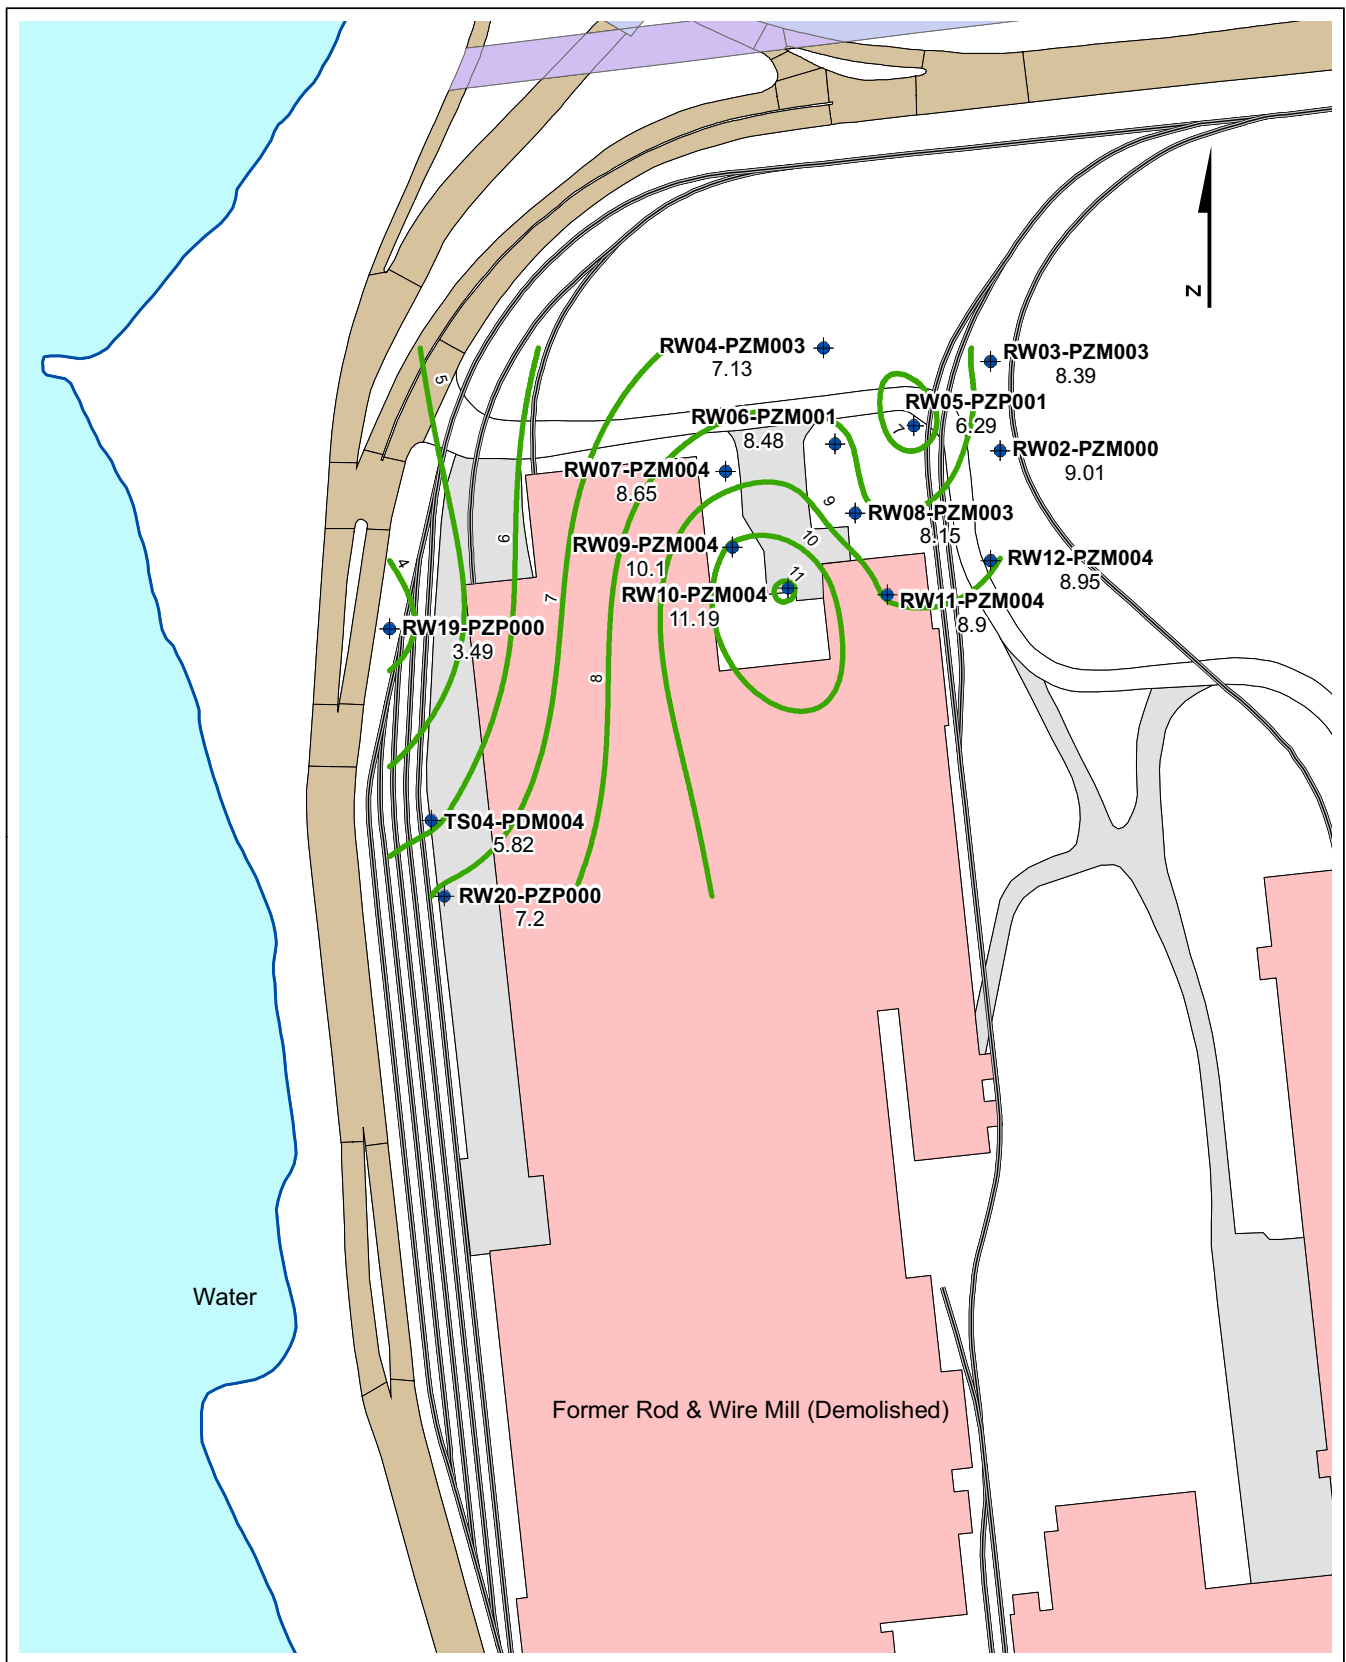 N
RW04-PZM003
7.13
RW03-PZM003
8.39
5
RW05-PZP001
6.29
7
RW06-PZM001
8.48
RW02-PZM000
9.01
RW07-PZM004
8.65
9
RW08-PZM003
8.15
6
10
RW09-PZM004
10.1
4
RW12-PZM004
8.95
11
RW10-PZM004
11.19
7
RW11-PZM004
8.9
RW19-PZP000
3.49
8
TS04-PDM004
5.82
RW20-PZP000
7.2
Water
Former Rod & Wire Mill (Demolished)